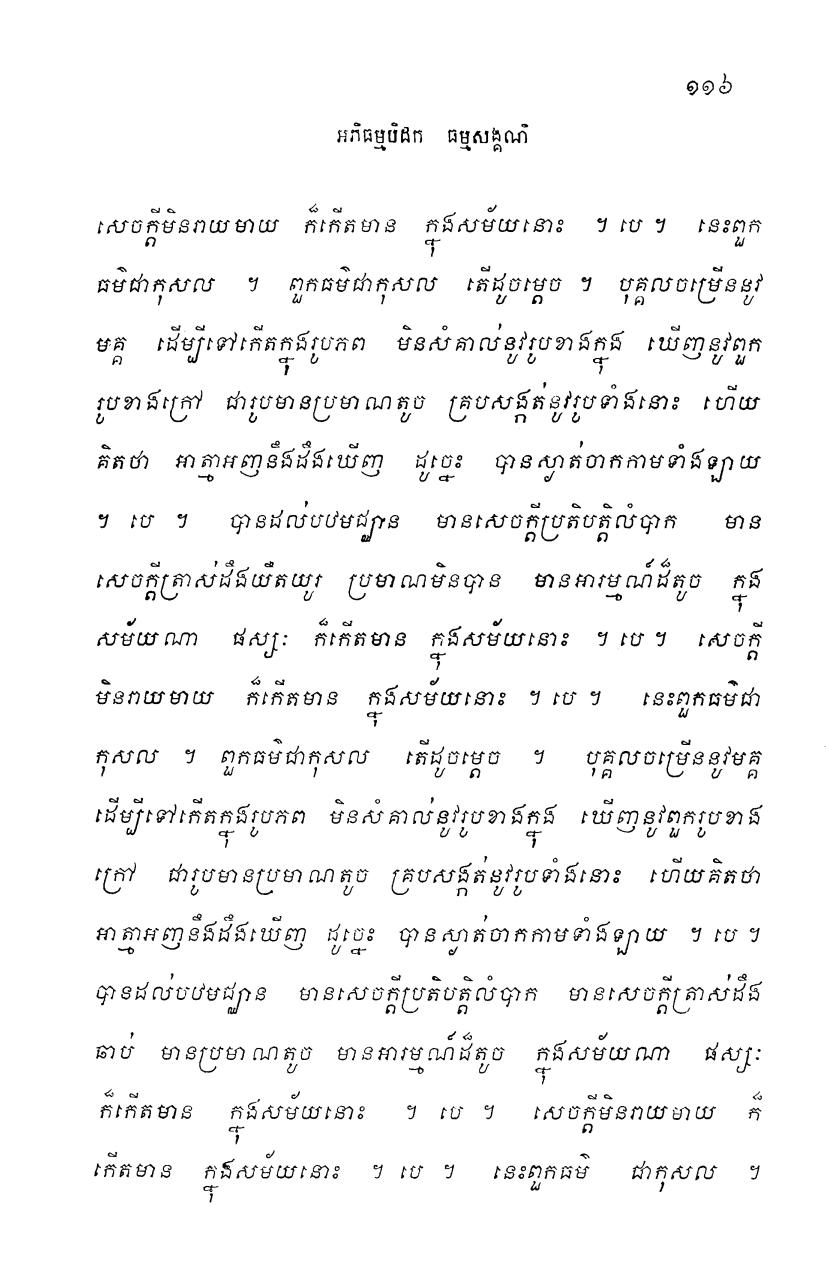 ១១៦
អភិធម្មបិដក ធម្មសង្គណិ
សេចក្តីមិនរាយមាយ ក៏កើតមាន ក្នុងសម័យនោះ ។ បេ ។ នេះពួក
ធម៌ជាកុសល ។ ពួកធម៌ជាកុសល តើដូចម្តេច ។ បុគ្គលចម្រើននូវ
មគ្គ ដើម្បីទៅកើតក្នុងរូបភព មិនសំគាល់នូវរូបខាងក្នុង ឃើញនូវពួក
រូបខាងក្រៅ ជារូបមានប្រមាណតូច គ្របសង្កត់នូវរូបទាំងនោះ ហើយ
គិតថា អាត្មាអញនឹងដឹងឃើញ ដូច្នេះ បានស្ងាត់ចាកកាមទាំងឡាយ
។ បេ ។ បានដល់បឋមជ្ឈាន មានសេចក្តីប្រតិបត្តិលំបាក មាន
សេចក្តីត្រាស់ដឹងយឺតយូរ ប្រមាណមិនបាន មានអារម្មណ៍ដ៏តូច ក្នុង
សម័យណា ផស្សៈ ក៏កើតមាន ក្នុងសម័យនោះ ។ បេ ។ សេចក្តី
មិនរាយមាយ ក៏កើតមាន ក្នុងសម័យនោះ ។ បេ ។ នេះពួកធម៌ជា
កុសល ។ ពួកធម៌ជាកុសល តើដូចម្តេច ។ បុគ្គលចម្រើននូវមគ្គ
ដើម្បីទៅកើតក្នុងរូបភព មិនសំគាល់នូវរូបខាងក្នុង ឃើញនូវពួករូបខាង
ក្រៅ ជារូបមានប្រមាណតូច គ្របសង្កត់នូវរូបទាំងនោះ ហើយគិតថា
អាត្មាអញនឹងដឹងឃើញ ដូច្នេះ បានស្ងាត់ចាកកាមទាំងឡាយ ។ បេ ។
បានដល់បឋមជ្ឈាន មានសេចក្តីប្រតិបត្តិលំបាក មានសេចក្តីត្រាស់ដឹង
ឆាប់ មានប្រមាណតូច មានអារម្មណ៍ដ៏តូច ក្នុងសម័យណា ផស្សៈ
ក៏កើតមាន ក្នុងសម័យនោះ ។ បេ ។ សេចក្តីមិនរាយមាយ ក៏
កើតមាន ក្នុងសម័យនោះ ។ បេ ។ នេះពួកធម៌ ជាកុសល ។